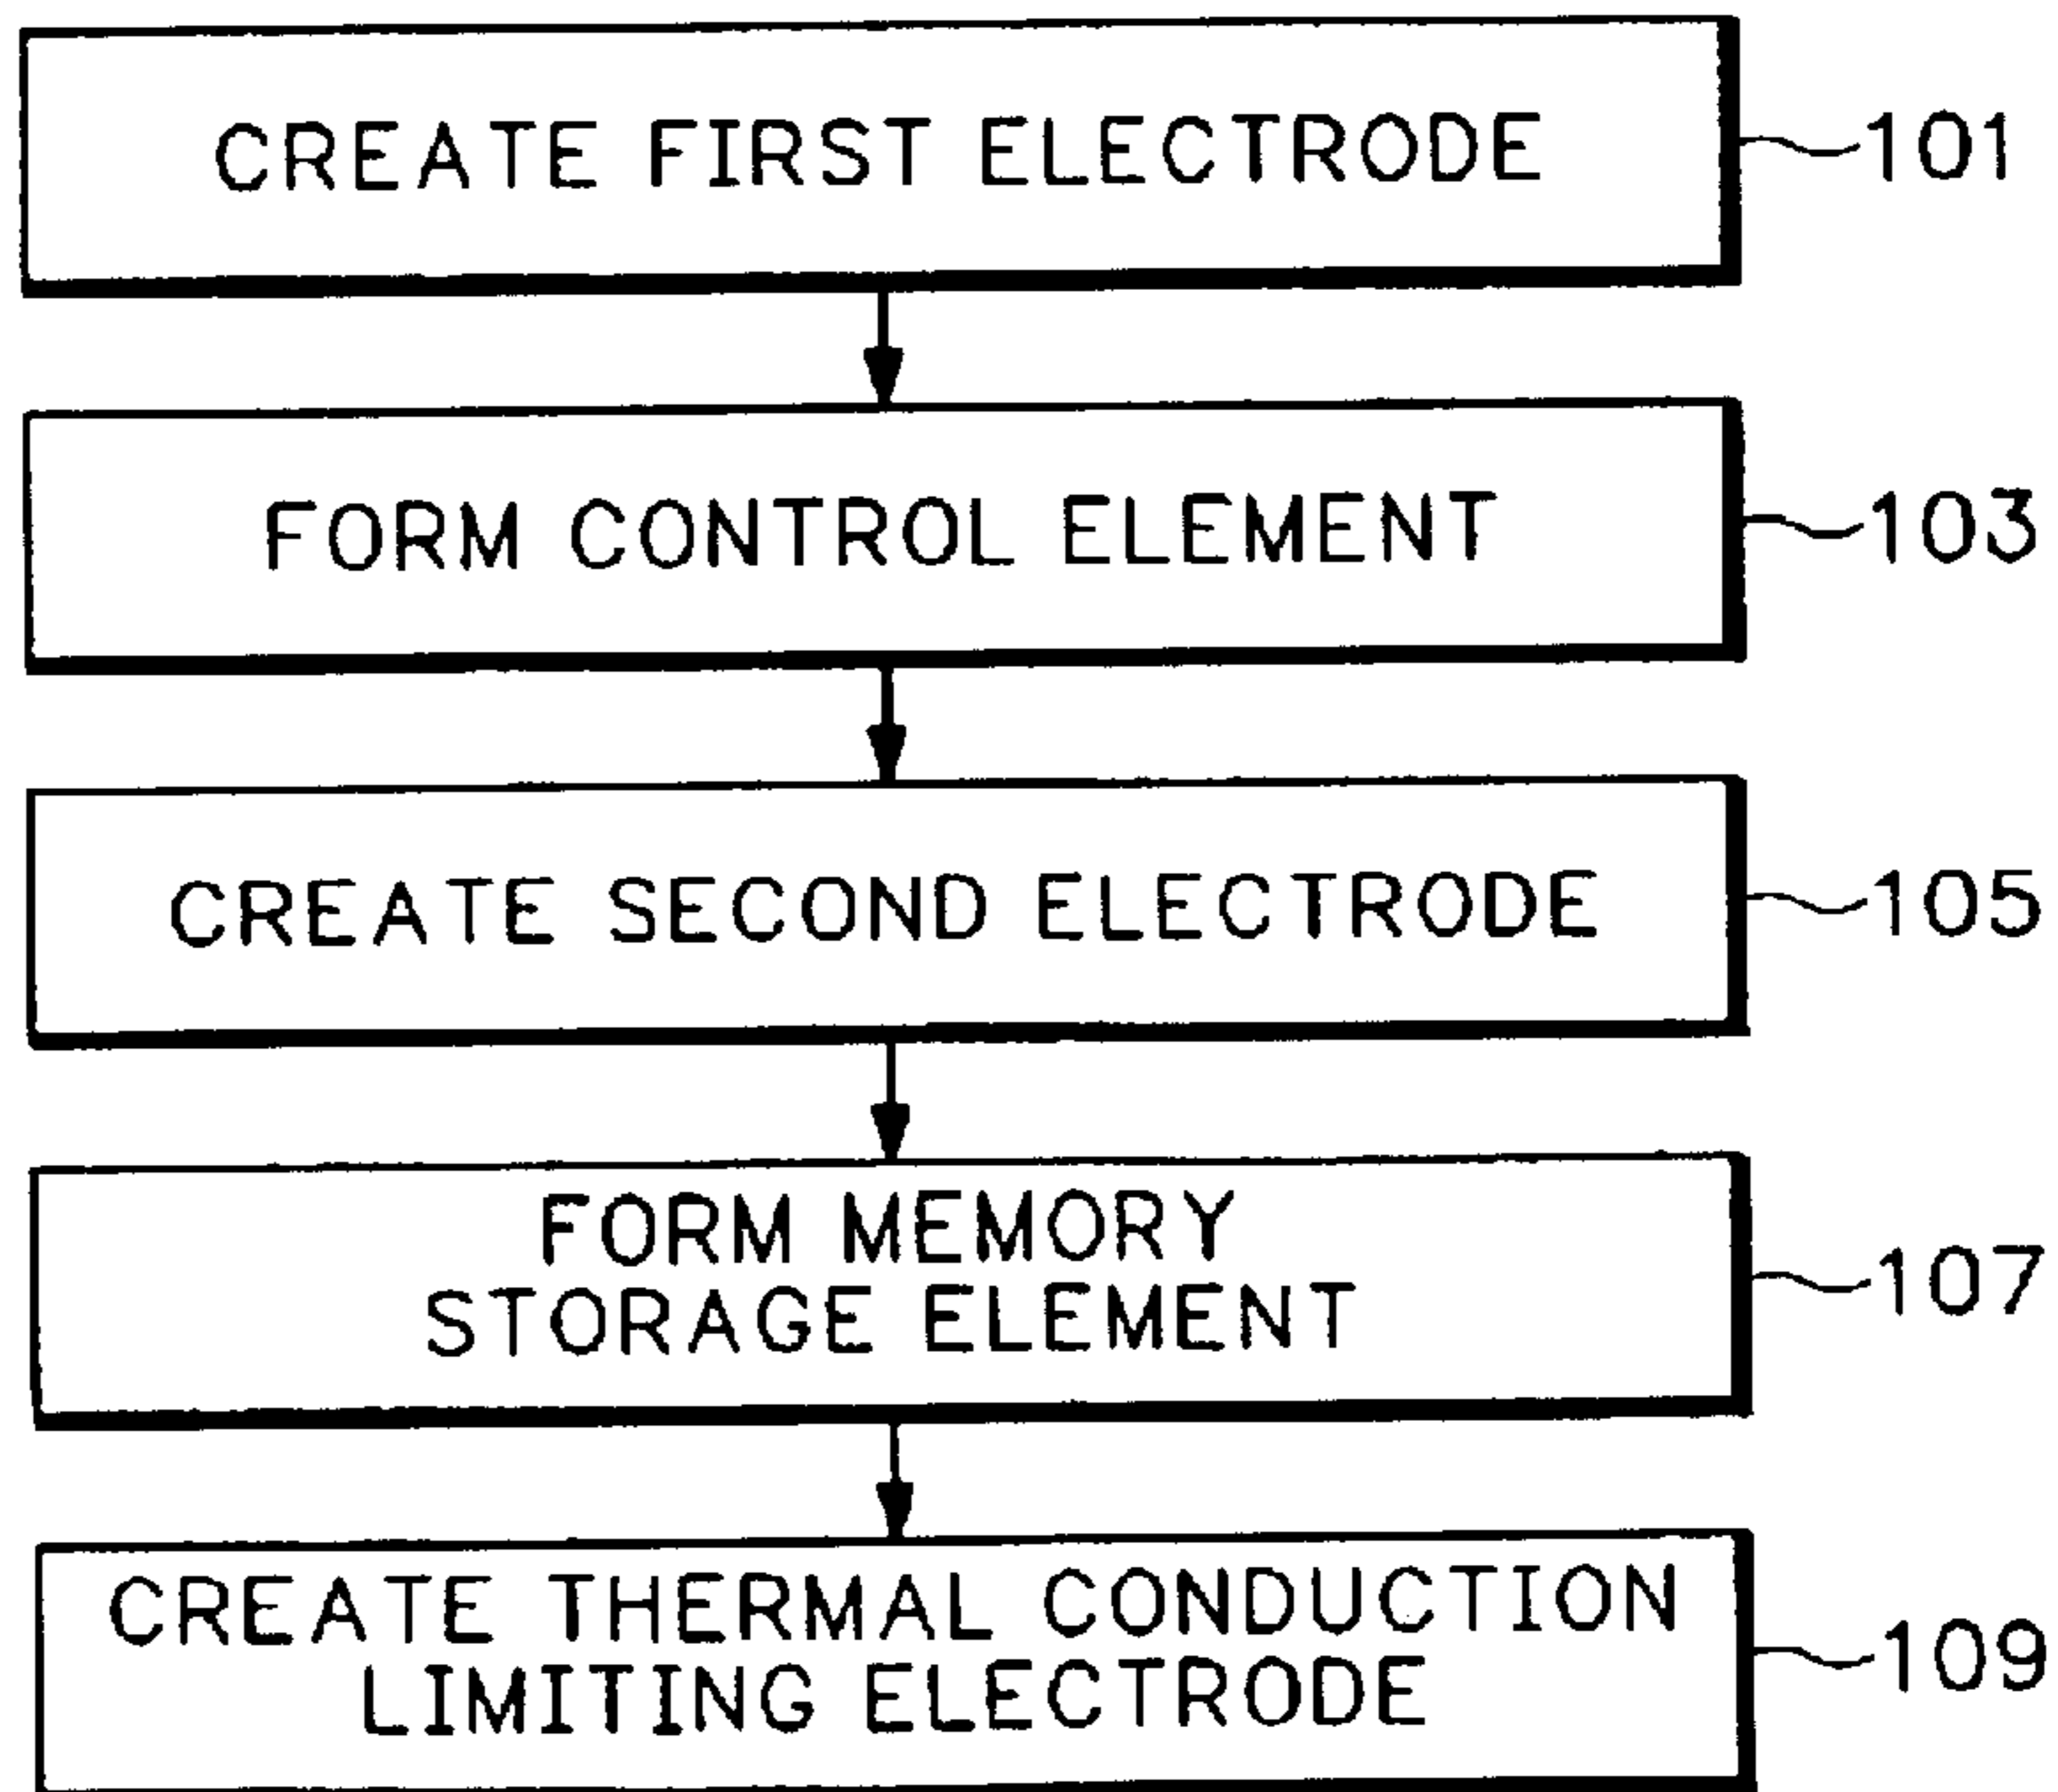 CREATE FIRST ELECTRODE
101
FORM CONTROL ELEMENT
103
CREATE SECOND ELECTRODE
105
FORM MEMORY
STORAGE ELEMENT
107
CREATE THERMAL CONDUCTION
LIMITING ELECTRODE
109